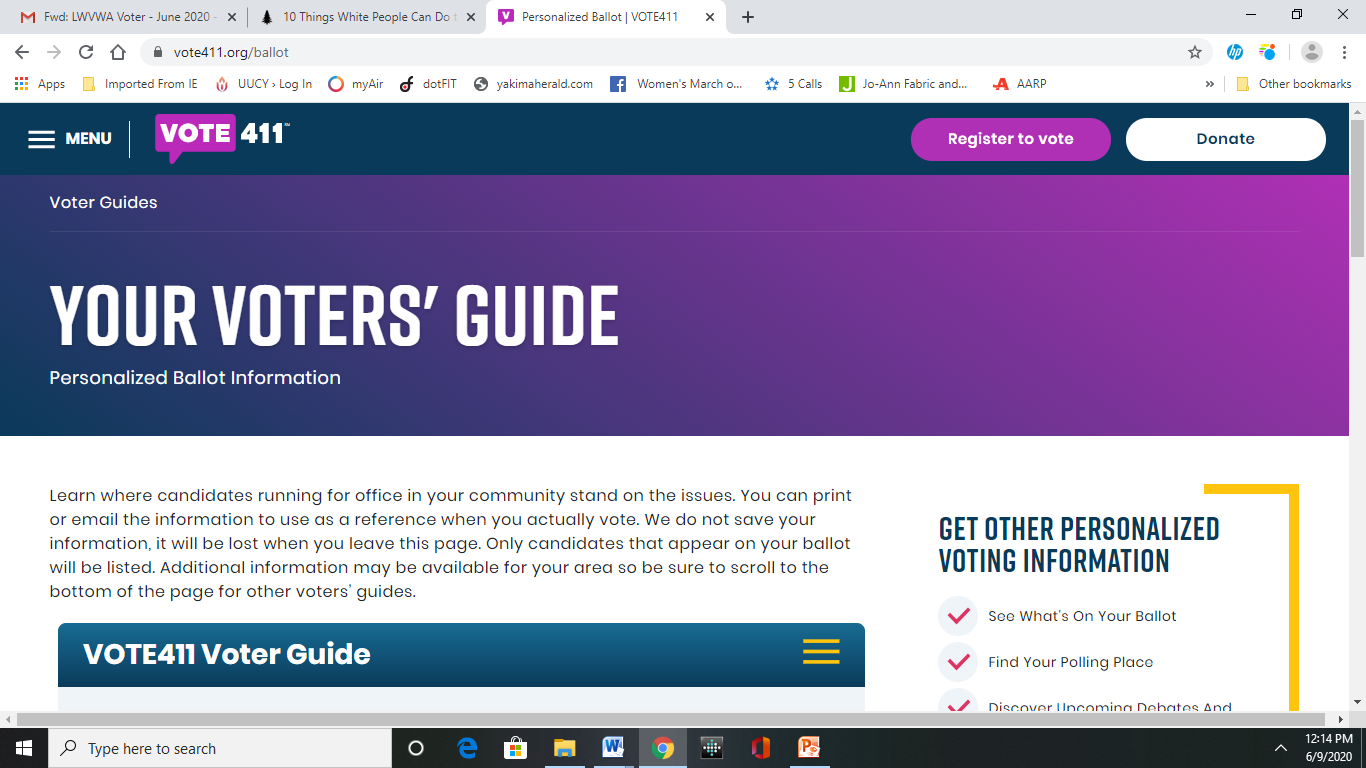 Fwd: LWVWA Voter - June 2020 -
10 Things White People Can Do t
Personalized Ballot | VOTE411
vote411.org/ballot
Apps
Imported From IE
UUCY › Log In
myAir
dotFIT
yakimaherald.com
Women's March o...
5 Calls
Jo-Ann Fabric and...
AARP
»
Other bookmarks
MENU
VOTE 411™
Register to vote
Donate
Voter Guides
YOUR VOTERS' GUIDE
Personalized Ballot Information
Learn where candidates running for office in your community stand on the issues. You can print
or email the information to use as a reference when you actually vote. We do not save your
information, it will be lost when you leave this page. Only candidates that appear on your ballot
will be listed. Additional information may be available for your area so be sure to scroll to the
bottom of the page for other voters' guides.
VOTE411 Voter Guide
GET OTHER PERSONALIZED
VOTING INFORMATION
See What's On Your Ballot
Find Your Polling Place
Discover Upcoming Debates And
Type here to search
12:14 PM
6/9/2020